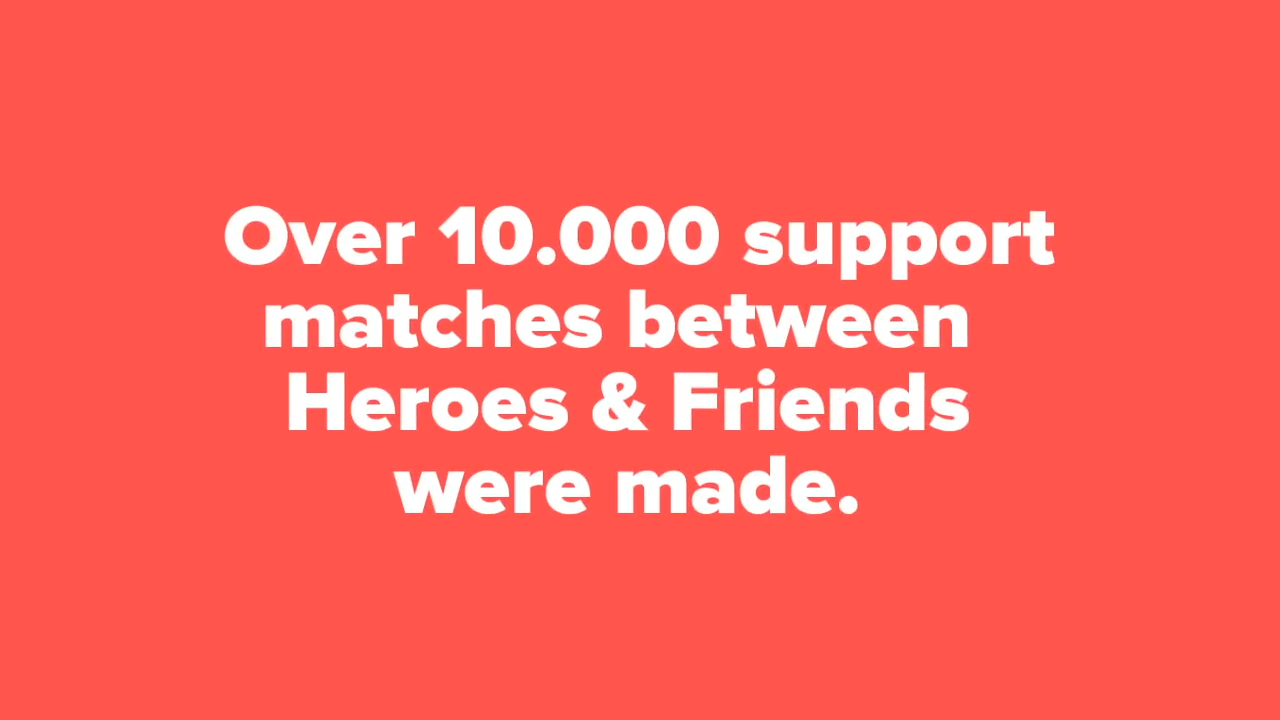 Over 10.000 support
matches between
Heroes & Friends
were made.